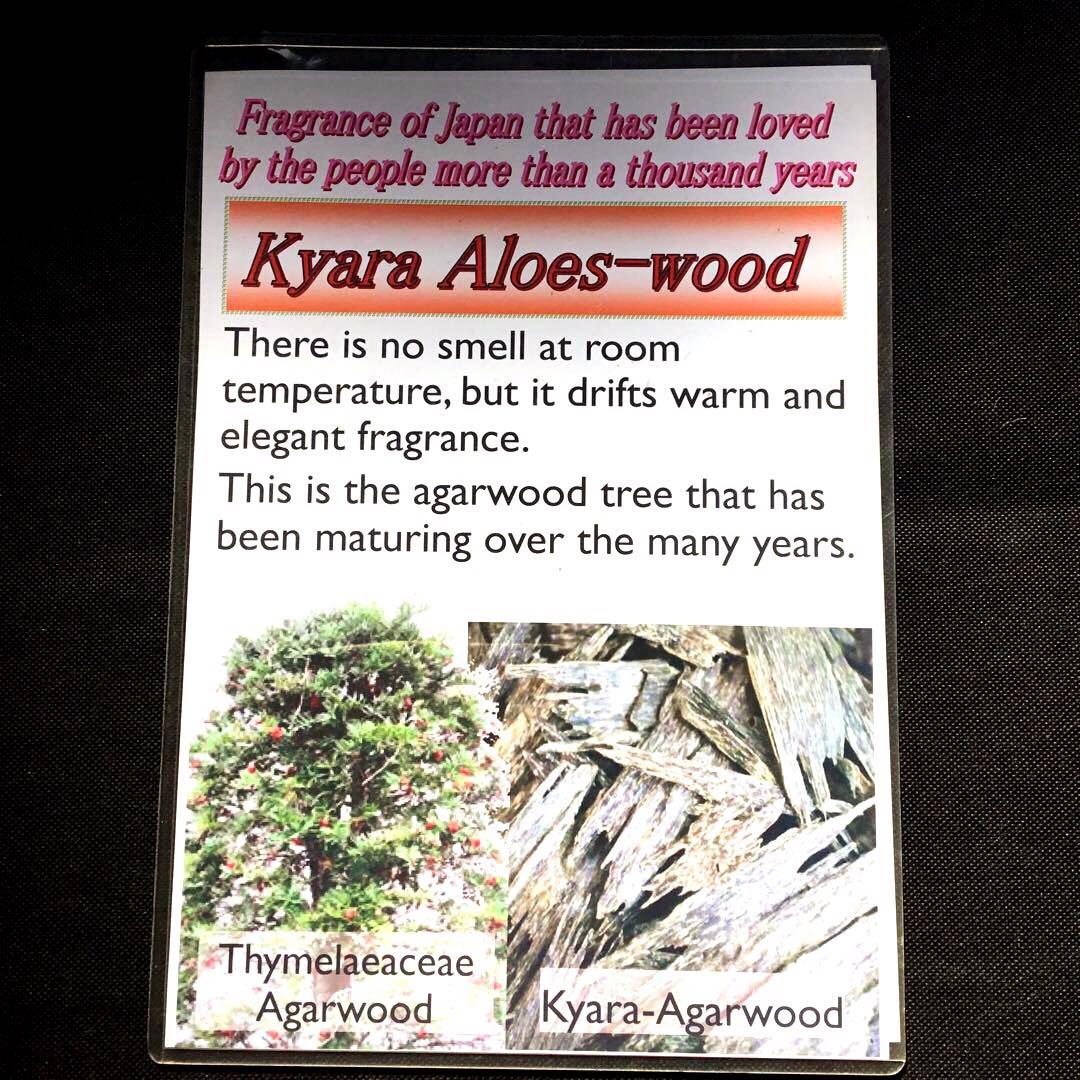 Fragrance of Japan that has been loved
by the people more than a thousand years
Kyara Aloes-wood
There is no smell at room
temperature, but it drifts warm and
elegant fragrance.
This is the agarwood tree that has
been maturing over the many years.
Thymelaeaceae
Agarwood
Kyara-Agarwood